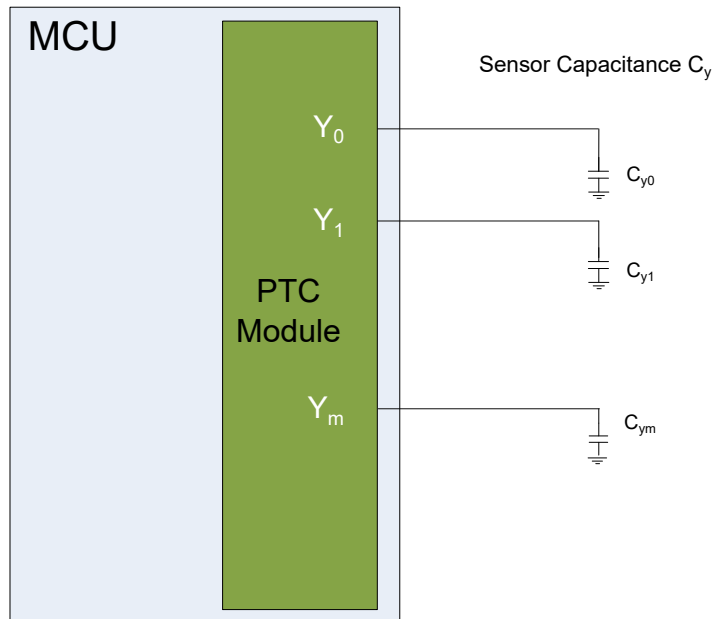 MCU
Sensor Capacitance Cy
Y0
Cy0
Y1
Cy1
PTC
Module
Ym
Cym